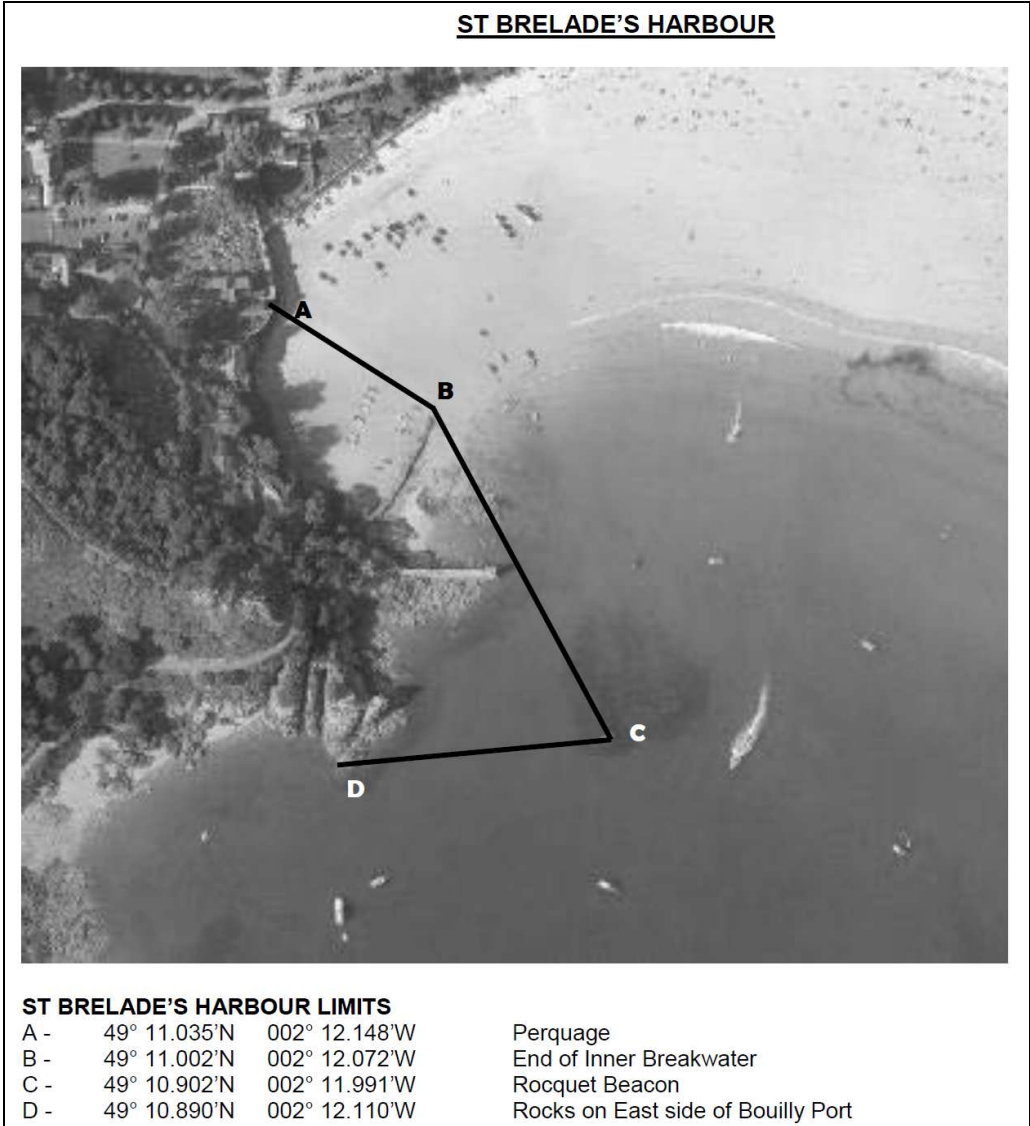 ST BRELADE'S HARBOUR
A
B
C
D
ST BRELADE'S HARBOUR LIMITS
A - 49° 11.035'N 002° 12.148'W Perquage
B - 49° 11.002'N 002° 12.072'W End of Inner Breakwater
C - 49° 10.902'N 002° 11.991'W Rocquet Beacon
D - 49° 10.890'N 002° 12.110'W Rocks on East side of Bouilly Port